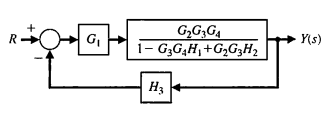 +
R
−
G₁
G₂G₃G₄
1 − G₃G₄H₁ + G₂G₃H₂
Y(s)
H₃